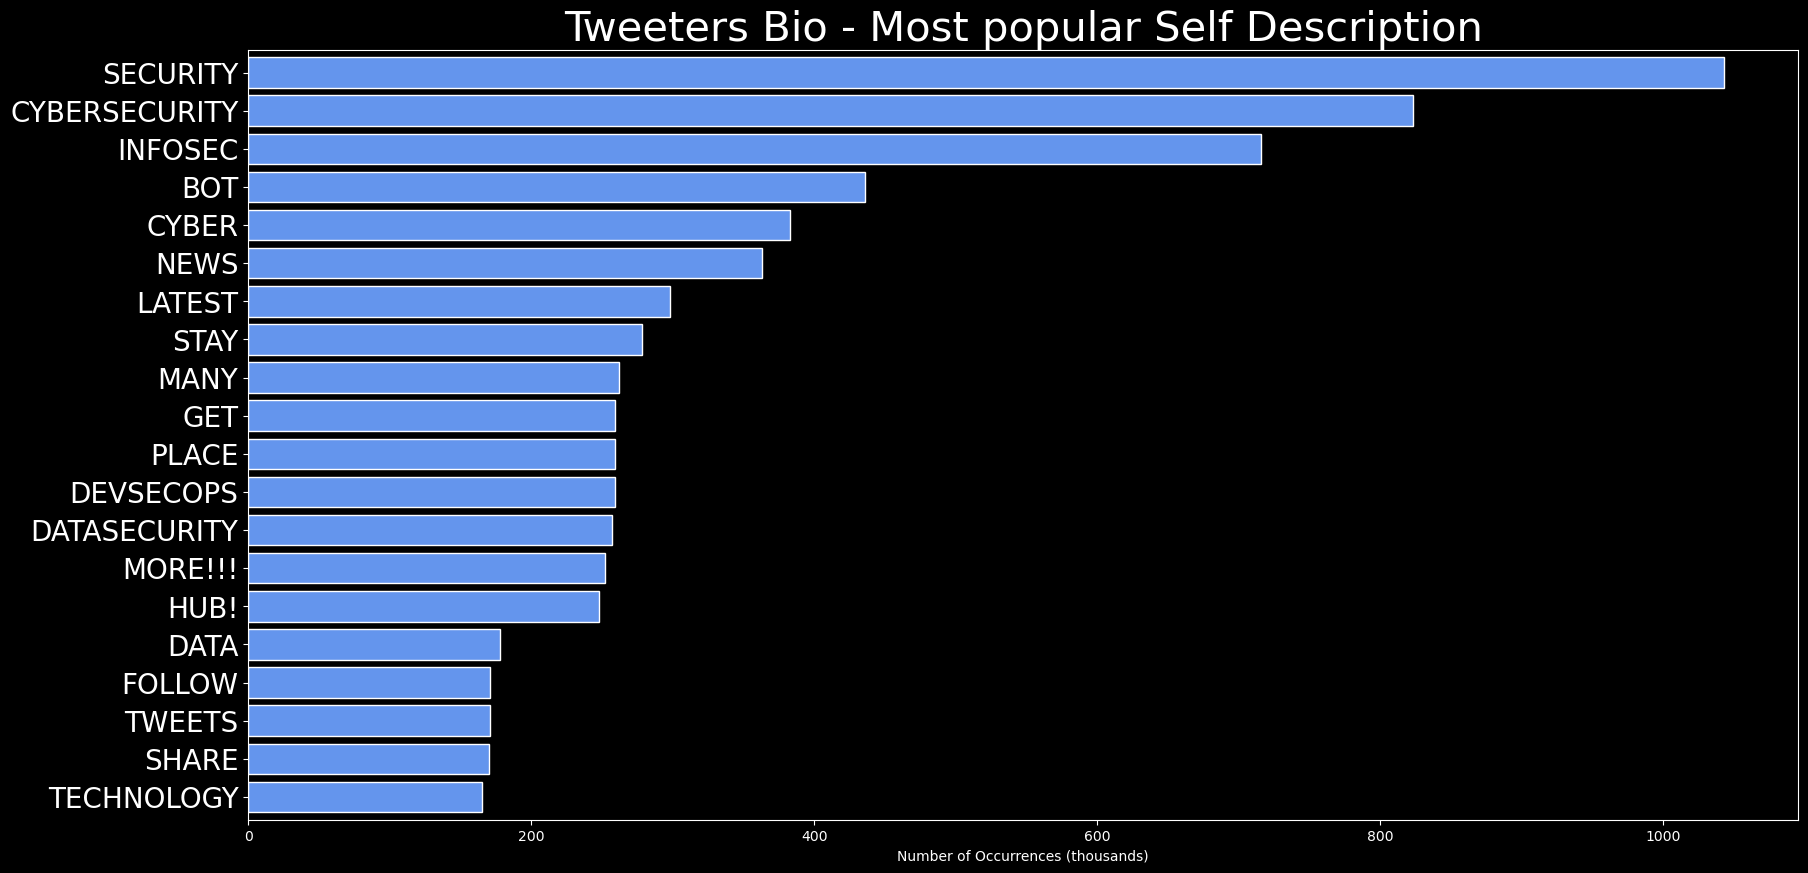 Tweeters Bio - Most popular Self Description
SECURITY
CYBERSECURITY
INFOSEC
BOT
CYBER
NEWS
LATEST
STAY
MANY
GET
PLACE
DEVSECOPS
DATASECURITY
MORE!!!
HUB!
DATA
FOLLOW
TWEETS
SHARE
TECHNOLOGY
0 200 400 600 800 1000
Number of Occurrences (thousands)